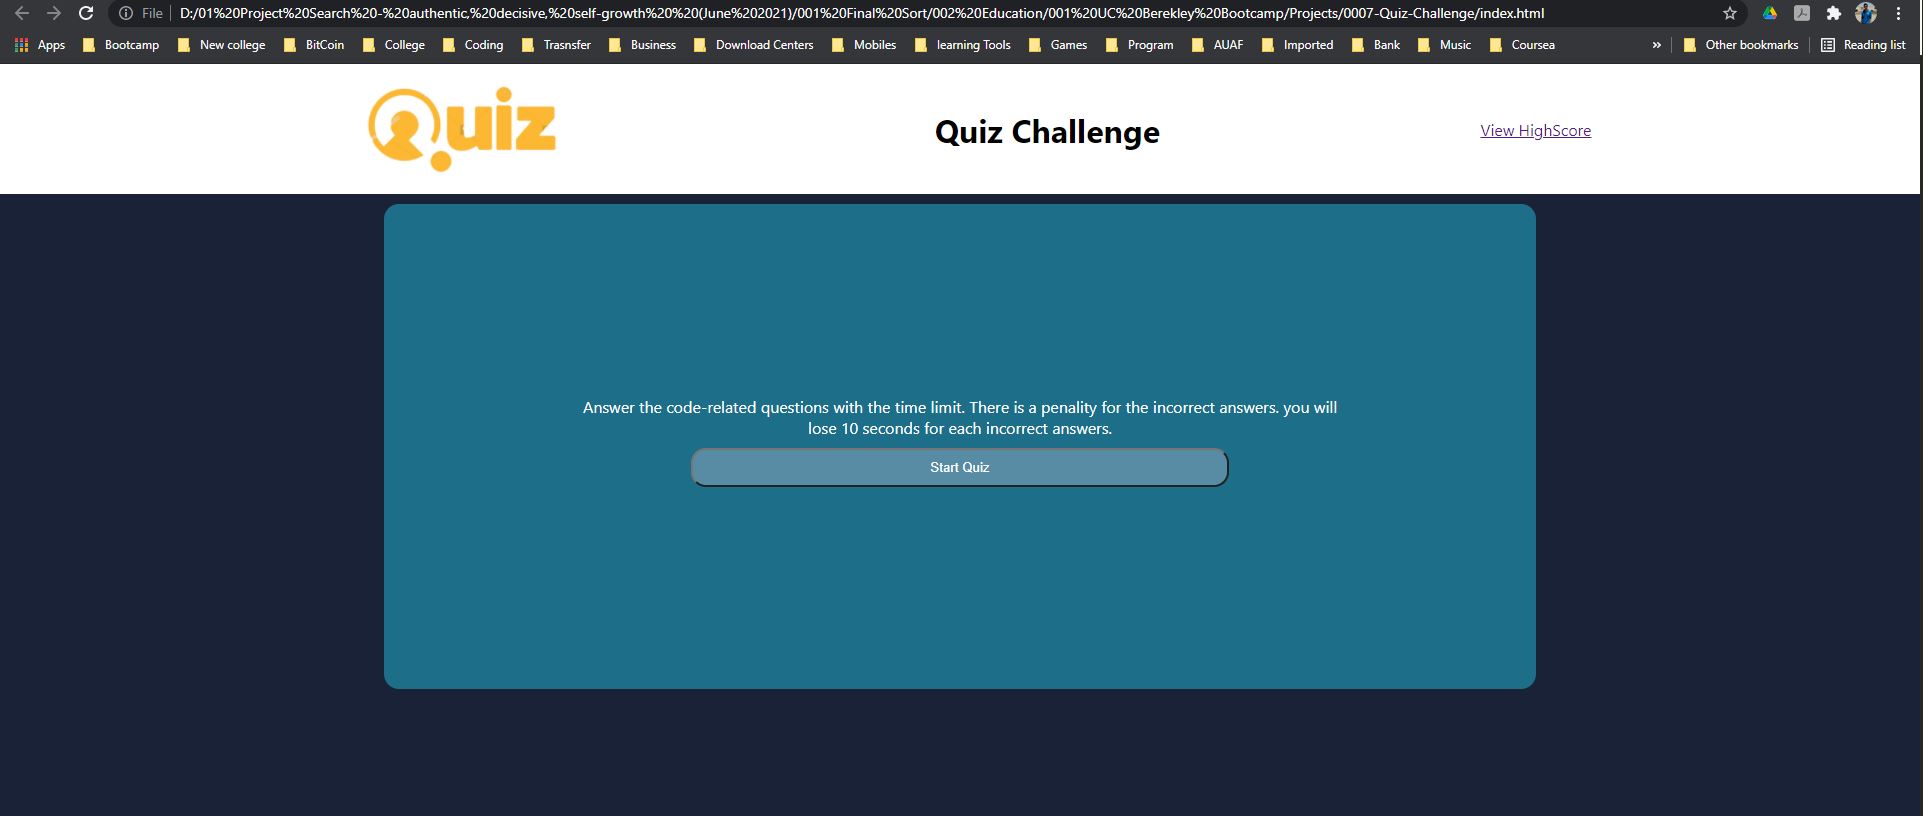 File D:/01%20Project%20Search%20-%20authentic,%20decisive,%20self-growth%20%20(June%202021)/001%20Final%20Sort/002%20Education/001%20UC%20Berekley%20Bootcamp/Projects/0007-Quiz-Challenge/index.html
Apps Bootcamp New college BitCoin College Coding Trasnsfer Business Download Centers Mobiles learning Tools Games Program AUAF Imported Bank Music Coursea » Other bookmarks Reading list
Quiz Quiz Challenge View HighScore
Answer the code-related questions with the time limit. There is a penality for the incorrect answers. you will
lose 10 seconds for each incorrect answers.
Start Quiz